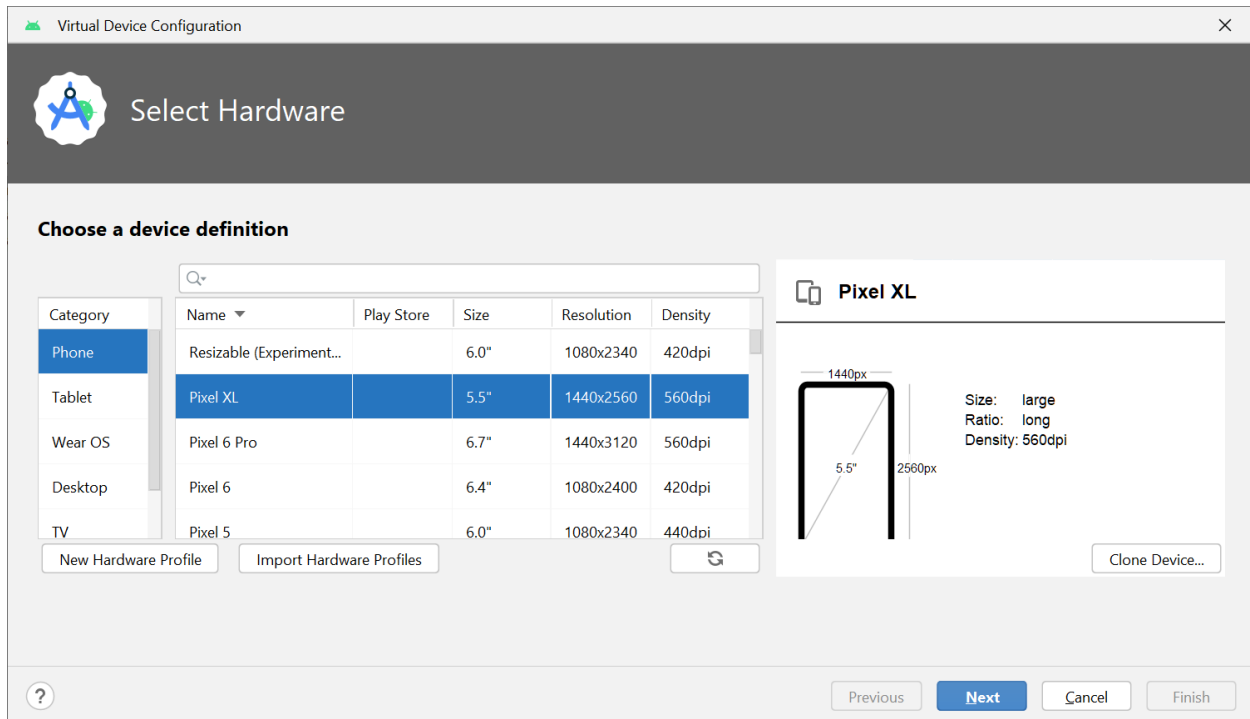 Virtual Device Configuration
Select Hardware
Choose a device definition
Category
Phone
Tablet
Wear OS
Desktop
TV
Name Play Store Size Resolution Density
Resizable (Experiment... 6.0" 1080x2340 420dpi
Pixel XL 5.5" 1440x2560 560dpi
Pixel 6 Pro 6.7" 1440x3120 560dpi
Pixel 6 6.4" 1080x2400 420dpi
Pixel 5 6.0" 1080x2340 440dpi
New Hardware Profile Import Hardware Profiles
Pixel XL
1440px
Size: large
Ratio: long
Density: 560dpi
5.5" 2560px
Clone Device...
? Previous Next Cancel Finish